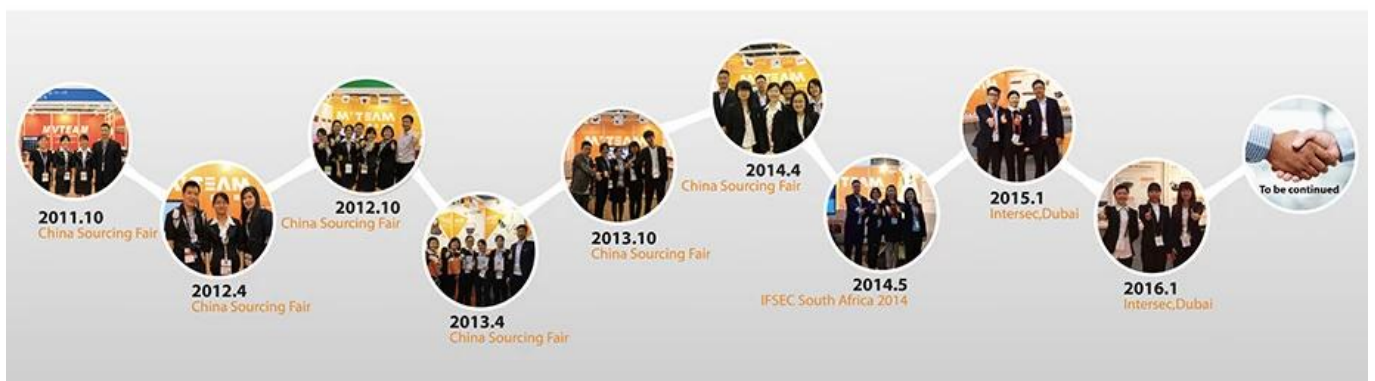 MVTEAM
2011.10
China Sourcing Fair
2012.4
China Sourcing Fair
MVTEAM
2012.10
China Sourcing Fair
2013.4
China Sourcing Fair
2013.10
China Sourcing Fair
2014.4
China Sourcing Fair
2014.5
IFSEC South Africa 2014
2015.1
Intersec,Dubai
2016.1
Intersec,Dubai
To be continued